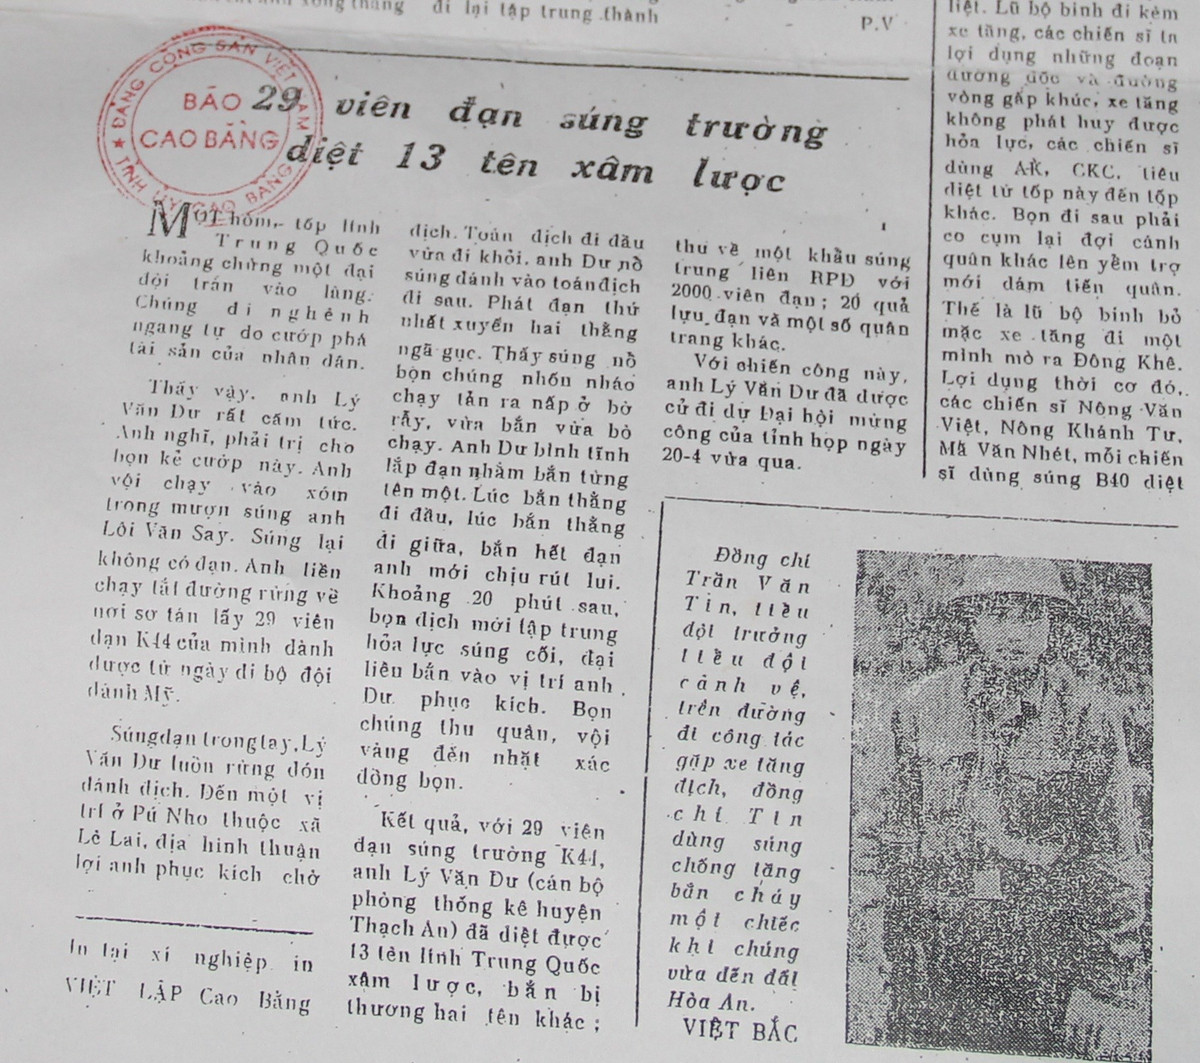 đi lại tập trung thành
P.V
ĐẢNG CỘNG SẢN VIỆT NAM
BÁO
CAO BẰNG
★ TỈNH ỦY CAO BẰNG ★
29 viên đạn súng trường
diệt 13 tên xâm lược
MỘT hôm, tốp lính
Trung Quốc
khoảng chừng một đại
đội tràn vào làng.
Chúng đi nghênh
ngang tự do cướp phá
tài sản của nhân dân.
Thấy vậy. anh Lý
Văn Dư rất căm tức.
Anh nghĩ, phải trị cho
bọn kẻ cướp này. Anh
vội chạy vào xóm
trong mượn súng anh
Lôi Văn Say. Súng lại
không có đạn. Anh liền
chạy tắt đường rừng về
nơi sơ tán lấy 29 viên
đạn K44 của mình dành
được từ ngày đi bộ đội
đánh Mỹ.
Súng đạn trong tay, Lý
Văn Dư luồn rừng đón
đánh địch. Đến một vị
trí ở Pú Nho thuộc xã
Lê Lai, địa hình thuận
lợi anh phục kích chờ
In tại xí nghiệp in
VIỆT LẬP Cao Bằng
địch. Toán địch đi đầu
vừa đi khỏi, anh Dư nổ
súng đánh vào toán địch
đi sau. Phát đạn thứ
nhất xuyên hai thằng
ngã gục. Thấy súng nổ
bọn chúng nhốn nháo
chạy tản ra nấp ở bờ
rẫy, vừa bắn vừa bỏ
chạy. Anh Dư bình tĩnh
lắp đạn nhằm bắn từng
tên một. Lúc bắn thằng
đi đầu, lúc bắn thằng
đi giữa, bắn hết đạn
anh mới chịu rút lui.
Khoảng 20 phút sau,
bọn địch mới tập trung
hỏa lực súng cối, đại
liên bắn vào vị trí anh
Dư phục kích. Bọn
chúng thu quân, vội
vàng đến nhặt xác
đồng bọn.
Kết quả, với 29 viên
đạn súng trường K44,
anh Lý Văn Dư (cán bộ
phòng thống kê huyện
Thạch An) đã diệt được
13 tên lính Trung Quốc
xâm lược, bắn bị
thương hai tên khác ;
thu về một khẩu súng
trung liên RPD với
2000 viên đạn ; 20 quả
lựu đạn và một số quân
trang khác.
Với chiến công này,
anh Lý Văn Dư đã được
cử đi dự Đại hội mừng
công của tỉnh họp ngày
20-4 vừa qua.
Đồng chí
Trần Văn
Tin, tiểu
đội trưởng
tiểu đội
cảnh vệ,
trên đường
đi công tác
gặp xe tăng
địch, đồng
chí Tin
dùng súng
chống tăng
bắn cháy
một chiếc
khi chúng
vừa đến đất
Hòa An.
VIỆT BẮC
liệt. Lũ bộ binh đi kèm
xe tăng, các chiến sĩ ta
lợi dụng những đoạn
đường dốc và đường
vòng gấp khúc, xe tăng
không phát huy được
hỏa lực, các chiến sĩ
dùng AK, CKC, tiêu
diệt từ tốp này đến tốp
khác. Bọn đi sau phải
co cụm lại đợi cánh
quân khác lên yểm trợ
mới dám tiến quân.
Thế là lũ bộ binh bỏ
mặc xe tăng đi một
mình mò ra Đông Khê.
Lợi dụng thời cơ đó,
các chiến sĩ Nông Văn
Việt, Nông Khánh Tư,
Mã Văn Nhét, mỗi chiến
sĩ dùng súng B40 diệt